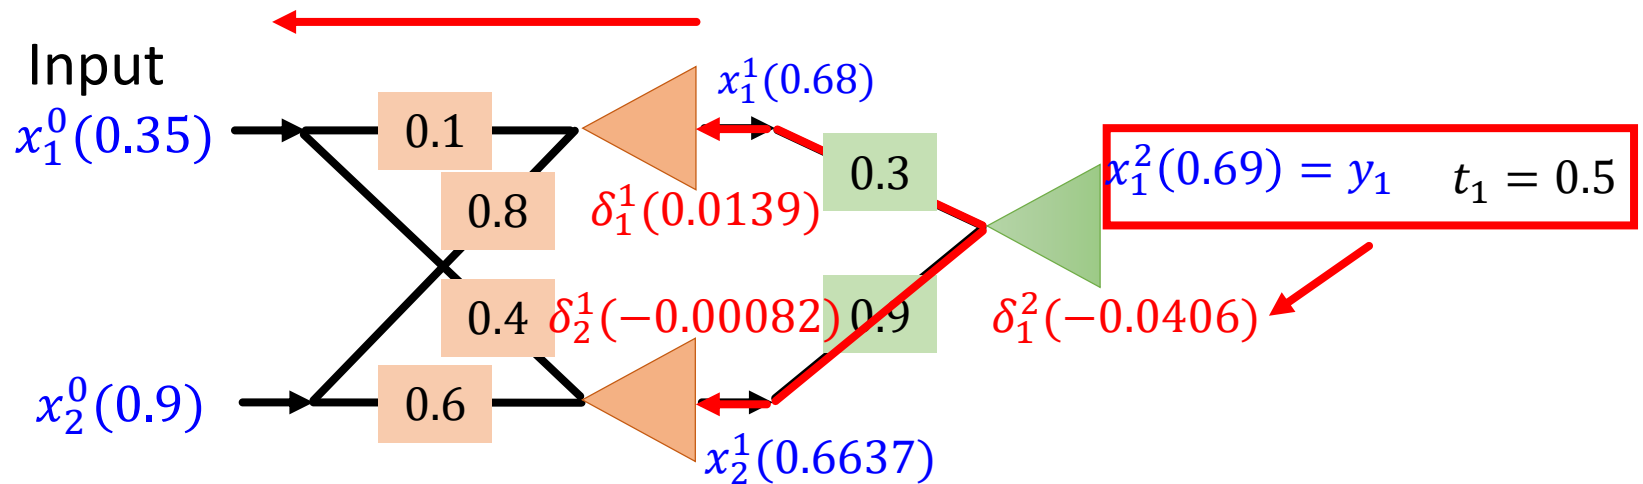 Input
x_1^0(0.35)
0.1
x_1^1(0.68)
0.8
δ_1^1(0.0139)
0.3
x_1^2(0.69) = y_1
t_1 = 0.5
0.4
δ_2^1(−0.00082)
0.9
δ_1^2(−0.0406)
x_2^0(0.9)
0.6
x_2^1(0.6637)